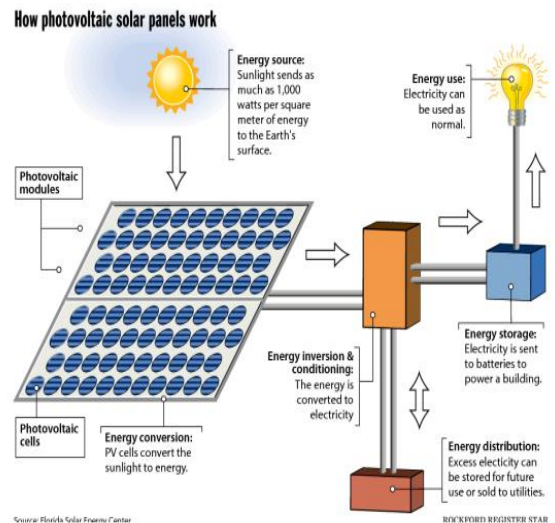 How photovoltaic solar panels work
Energy source:
Sunlight sends as
much as 1,000
watts per square
meter of energy
to the Earth's
surface.
Energy use:
Electricity can
be used as
normal.
Photovoltaic
modules
Energy storage:
Electricity is sent
to batteries to
power a building.
Energy inversion &
conditioning:
The energy is
converted to
electricity
Photovoltaic
cells
Energy conversion:
PV cells convert the
sunlight to energy.
Energy distribution:
Excess electicity can
be stored for future
use or sold to utilities.
Source: Florida Solar Energy Center
ROCKFORD REGISTER STAR